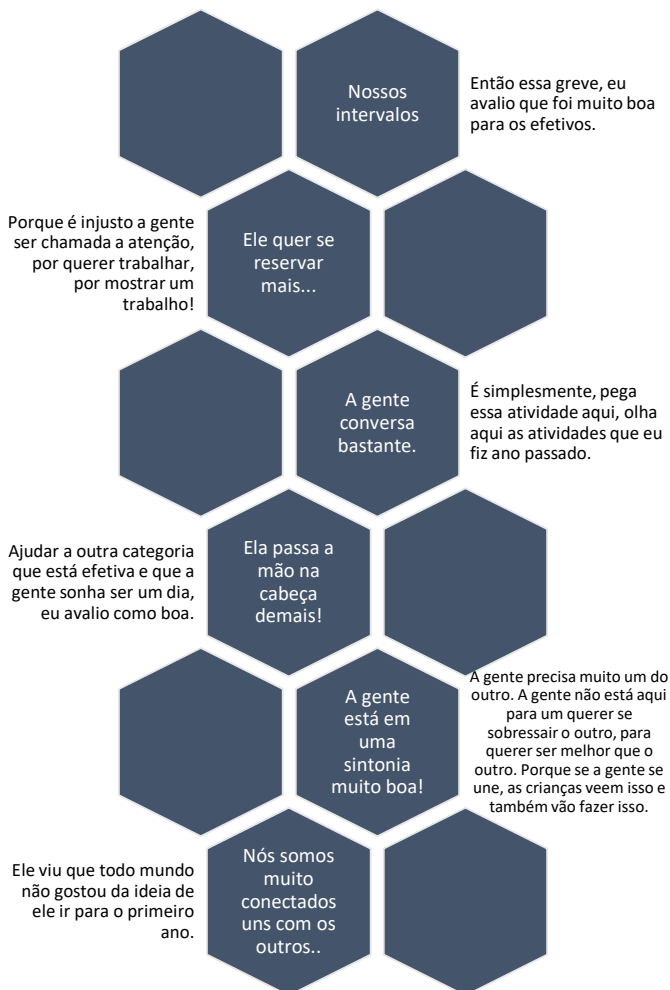 Nossos
intervalos
Então essa greve, eu
avalio que foi muito boa
para os efetivos.
Porque é injusto a gente
ser chamada a atenção,
por querer trabalhar,
por mostrar um
trabalho!
Ele quer se
reservar
mais...
A gente
conversa
bastante.
É simplesmente, pega
essa atividade aqui, olha
aqui as atividades que eu
fiz ano passado.
Ajudar a outra categoria
que está efetiva e que a
gente sonha ser um dia,
eu avalio como boa.
Ela passa a
mão na
cabeça
demais!
A gente
está em
uma
sintonia
muito boa!
A gente precisa muito um do
outro. A gente não está aqui
para um querer se
sobressair o outro, para
querer ser melhor que o
outro. Porque se a gente se
une, as crianças veem isso e
também vão fazer isso.
Ele viu que todo mundo
não gostou da ideia de
ele ir para o primeiro
ano.
Nós somos
muito
conectados
uns com os
outros..